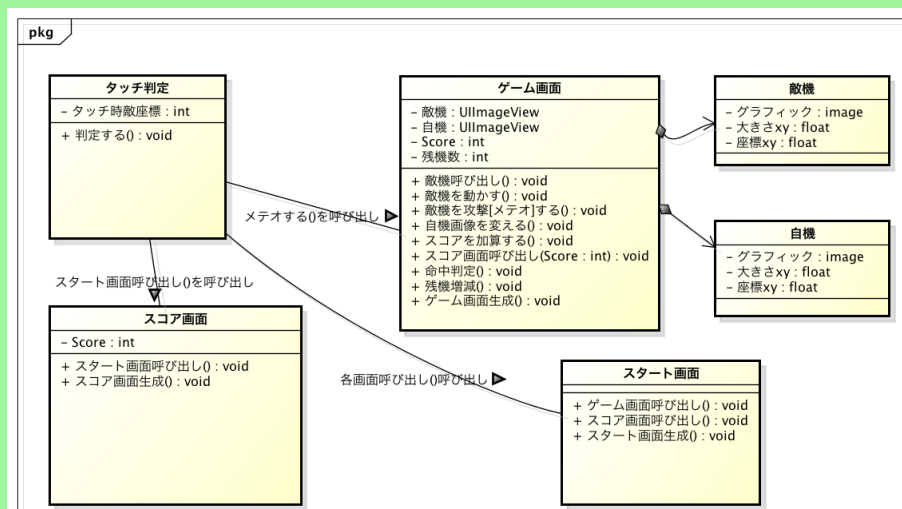 pkg
タッチ判定
- タッチ時敵座標 : int
+ 判定する() : void
ゲーム画面
- 敵機 : UIImageView
- 自機 : UIImageView
- Score : int
- 残機数 : int
+ 敵機呼び出し() : void
+ 敵機を動かす() : void
+ 敵機を攻撃[メテオ]する() : void
+ 自機画像を変える() : void
+ スコアを加算する() : void
+ スコア画面呼び出し(Score : int) : void
+ 命中判定() : void
+ 残機増減() : void
+ ゲーム画面生成() : void
敵機
- グラフィック : image
- 大きさxy : float
- 座標xy : float
自機
- グラフィック : image
- 大きさxy : float
- 座標xy : float
メテオする()を呼び出し
スタート画面呼び出し()を呼び出し
スコア画面
- Score : int
+ スタート画面呼び出し() : void
+ スコア画面生成() : void
各画面呼び出し()呼び出し
スタート画面
+ ゲーム画面呼び出し() : void
+ スコア画面呼び出し() : void
+ スタート画面生成() : void